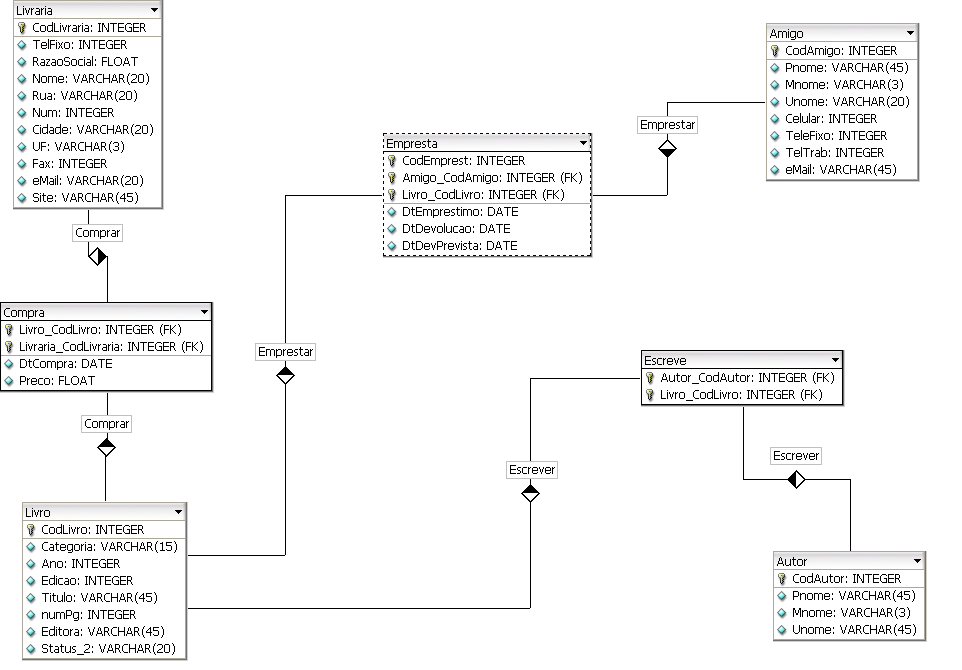 Livraria
CodLivraria: INTEGER
TelFixo: INTEGER
RazaoSocial: FLOAT
Nome: VARCHAR(20)
Rua: VARCHAR(20)
Num: INTEGER
Cidade: VARCHAR(20)
UF: VARCHAR(3)
Fax: INTEGER
eMail: VARCHAR(20)
Site: VARCHAR(45)
Comprar
Compra
Livro_CodLivro: INTEGER (FK)
Livraria_CodLivraria: INTEGER (FK)
DtCompra: DATE
Preco: FLOAT
Comprar
Livro
CodLivro: INTEGER
Categoria: VARCHAR(15)
Ano: INTEGER
Edicao: INTEGER
Titulo: VARCHAR(45)
numPg: INTEGER
Editora: VARCHAR(45)
Status_2: VARCHAR(20)
Emprestar
Empresta
CodEmprest: INTEGER
Amigo_CodAmigo: INTEGER (FK)
Livro_CodLivro: INTEGER (FK)
DtEmprestimo: DATE
DtDevolucao: DATE
DtDevPrevista: DATE
Emprestar
Amigo
CodAmigo: INTEGER
Pnome: VARCHAR(45)
Mnome: VARCHAR(3)
Unome: VARCHAR(20)
Celular: INTEGER
TeleFixo: INTEGER
TelTrab: INTEGER
eMail: VARCHAR(45)
Escrever
Escreve
Autor_CodAutor: INTEGER (FK)
Livro_CodLivro: INTEGER (FK)
Escrever
Autor
CodAutor: INTEGER
Pnome: VARCHAR(45)
Mnome: VARCHAR(3)
Unome: VARCHAR(45)